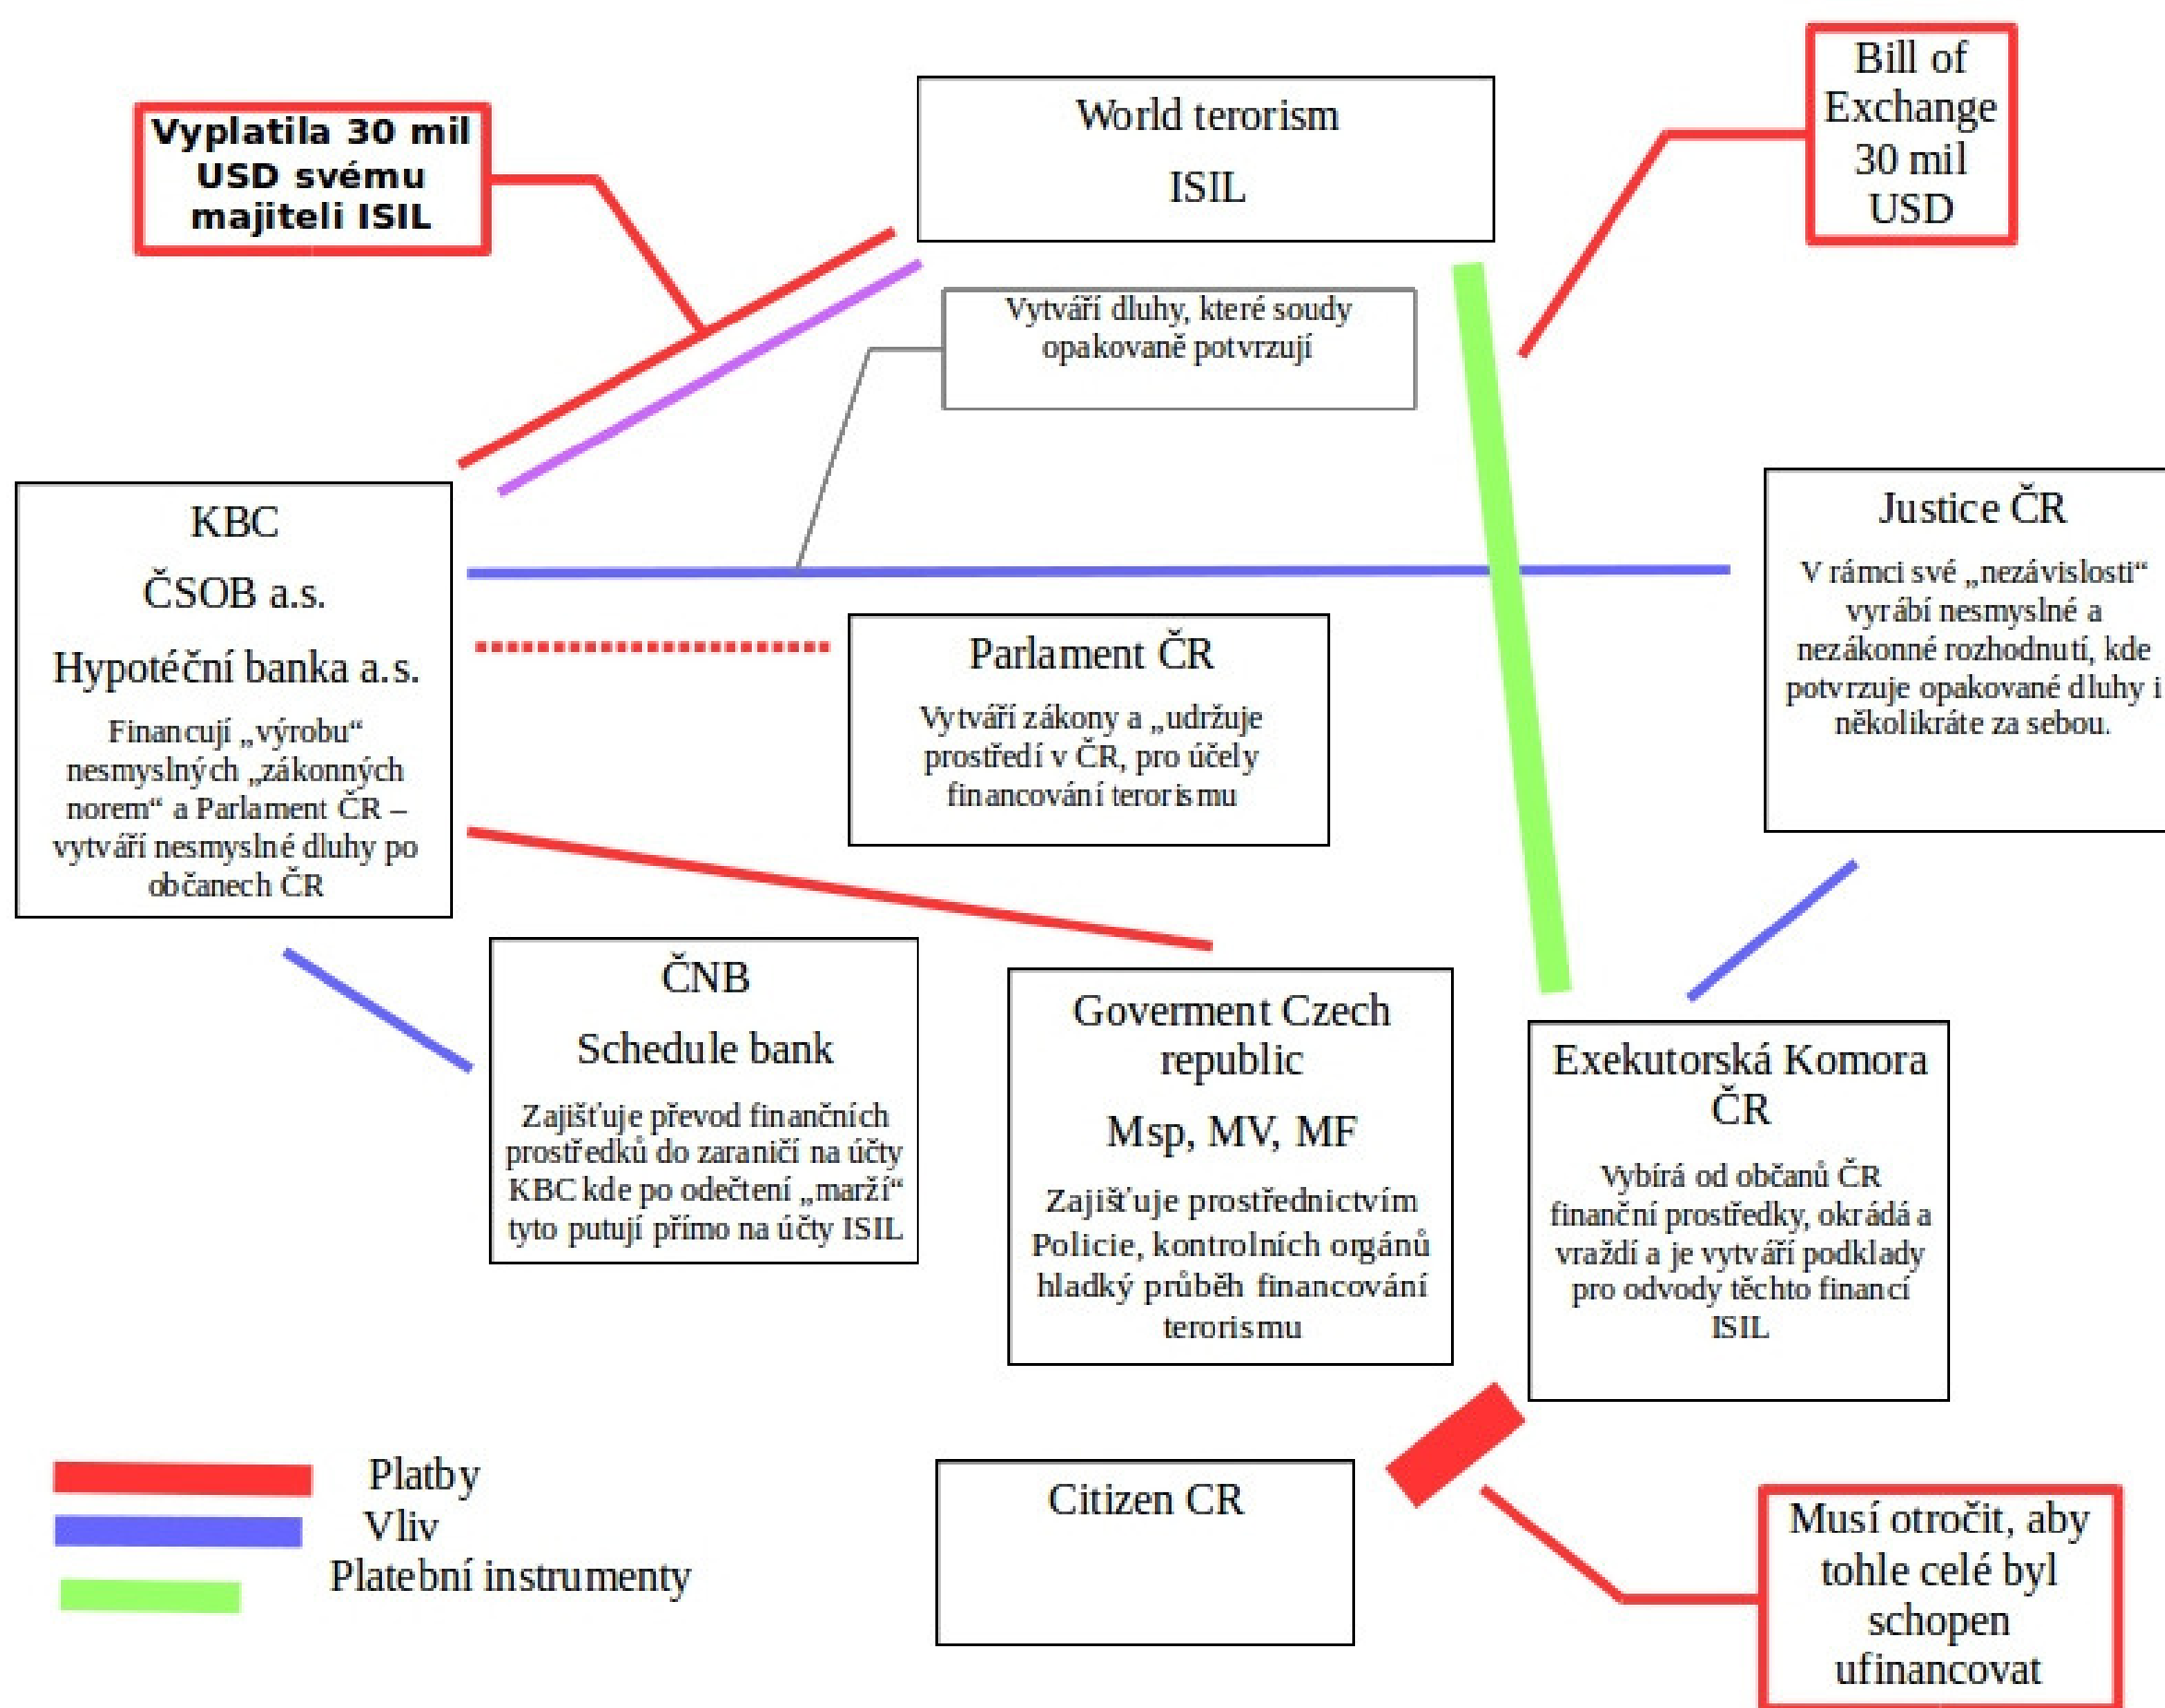 Vyplatila 30 mil
USD svému
majiteli ISIL
World terorism
ISIL
Bill of
Exchange
30 mil
USD
Vytváří dluhy, které soudy
opakovaně potvrzují
KBC
ČSOB a.s.
Hypotéční banka a.s.
Financují „výrobu“
nesmyslných „zákonných
norem“ a Parlament ČR –
vytváří nesmyslné dluhy po
občanech ČR
Parlament ČR
Vytváří zákony a „udržuje
prostředí v ČR, pro účely
financování terorismu
Justice ČR
V rámci své „nezávislosti“
vyrábí nesmyslné a
nezákonné rozhodnutí, kde
potvrzuje opakované dluhy i
několikráte za sebou.
ČNB
Schedule bank
Zajišťuje převod finančních
prostředků do zaraničí na účty
KBC kde po odečtení „marží“
tyto putují přímo na účty ISIL
Goverment Czech
republic
Msp, MV, MF
Zajišťuje prostřednictvím
Policie, kontrolních orgánů
hladký průběh financování
terorismu
Exekutorská Komora
ČR
Vybírá od občanů ČR
finanční prostředky, okrádá a
vraždí a je vytváří podklady
pro odvody těchto financí
ISIL
Platby
Vliv
Platební instrumenty
Citizen CR
Musí otročit, aby
tohle celé byl
schopen
ufinancovat